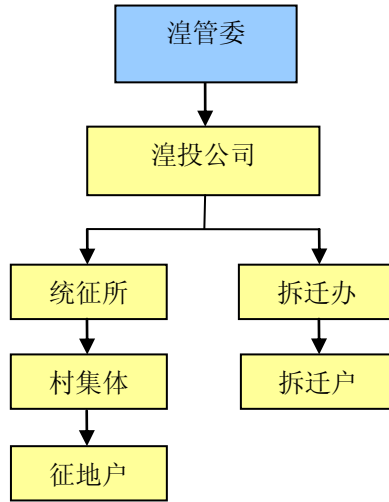 湟管委
湟投公司
统征所
拆迁办
村集体
拆迁户
征地户